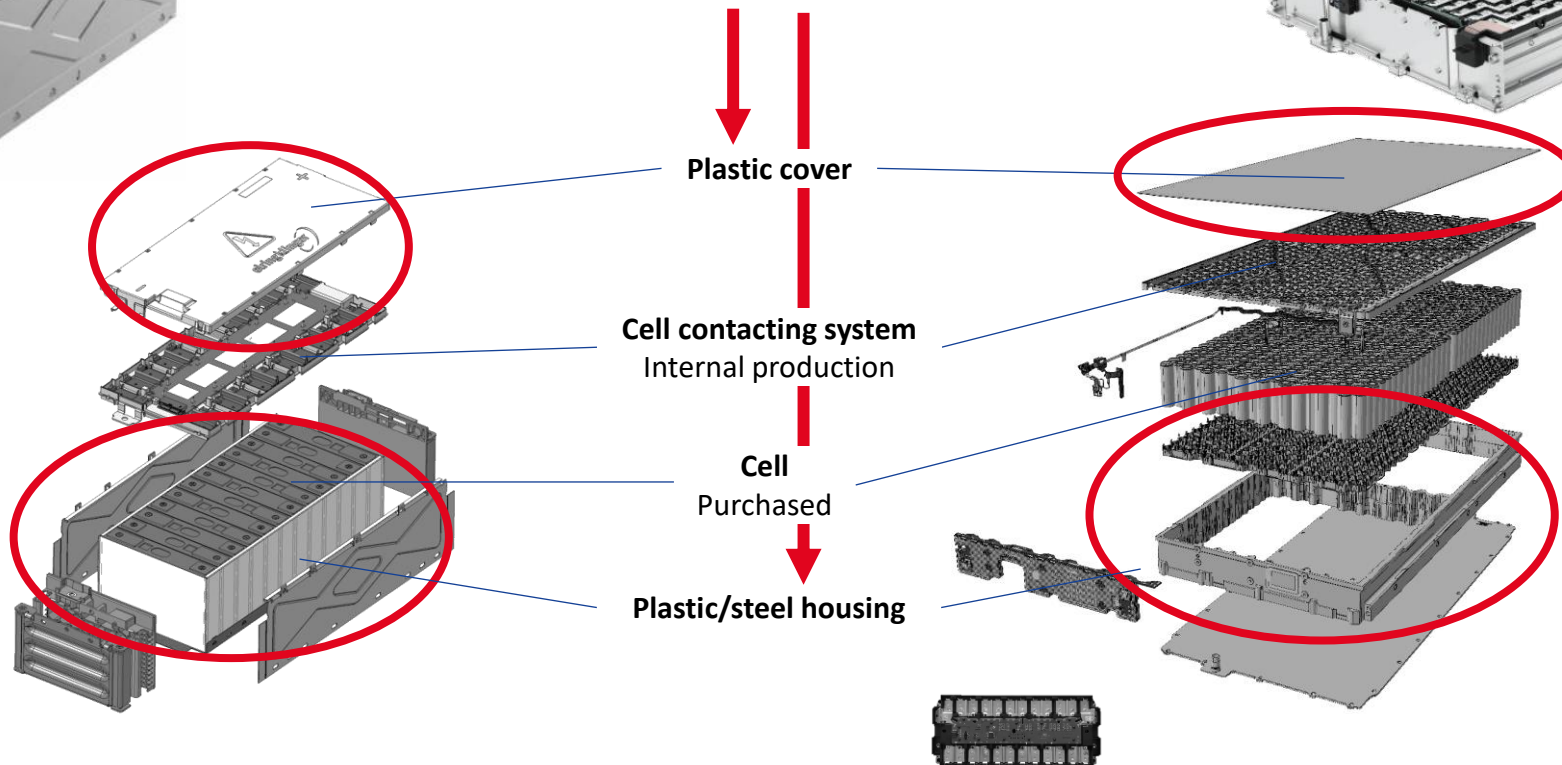 Plastic cover
Cell contacting system
Internal production
Cell
Purchased
Plastic/steel housing